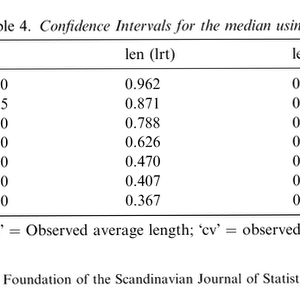 ble 4. Confidence Intervals for the median usin
len (lrt) le
0 0.962 0
5 0.871 0
0 0.788 0
0 0.626 0
0 0.470 0
0 0.407 0
0 0.367 0
' = Observed average length; 'cv' = observed
Foundation of the Scandinavian Journal of Statist